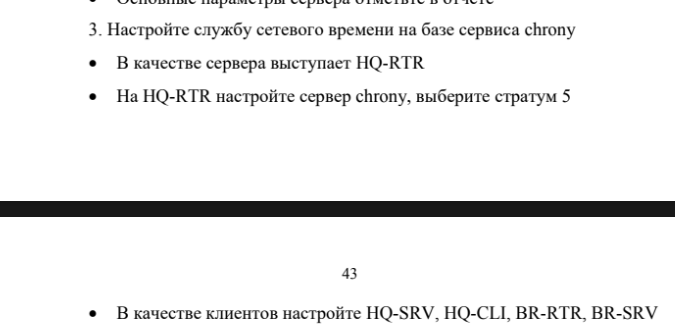 • Основные параметры сервера отметьте в отчёте
3. Настройте службу сетевого времени на базе сервиса chrony
• В качестве сервера выступает HQ-RTR
• На HQ-RTR настройте сервер chrony, выберите стратум 5
43
• В качестве клиентов настройте HQ-SRV, HQ-CLI, BR-RTR, BR-SRV